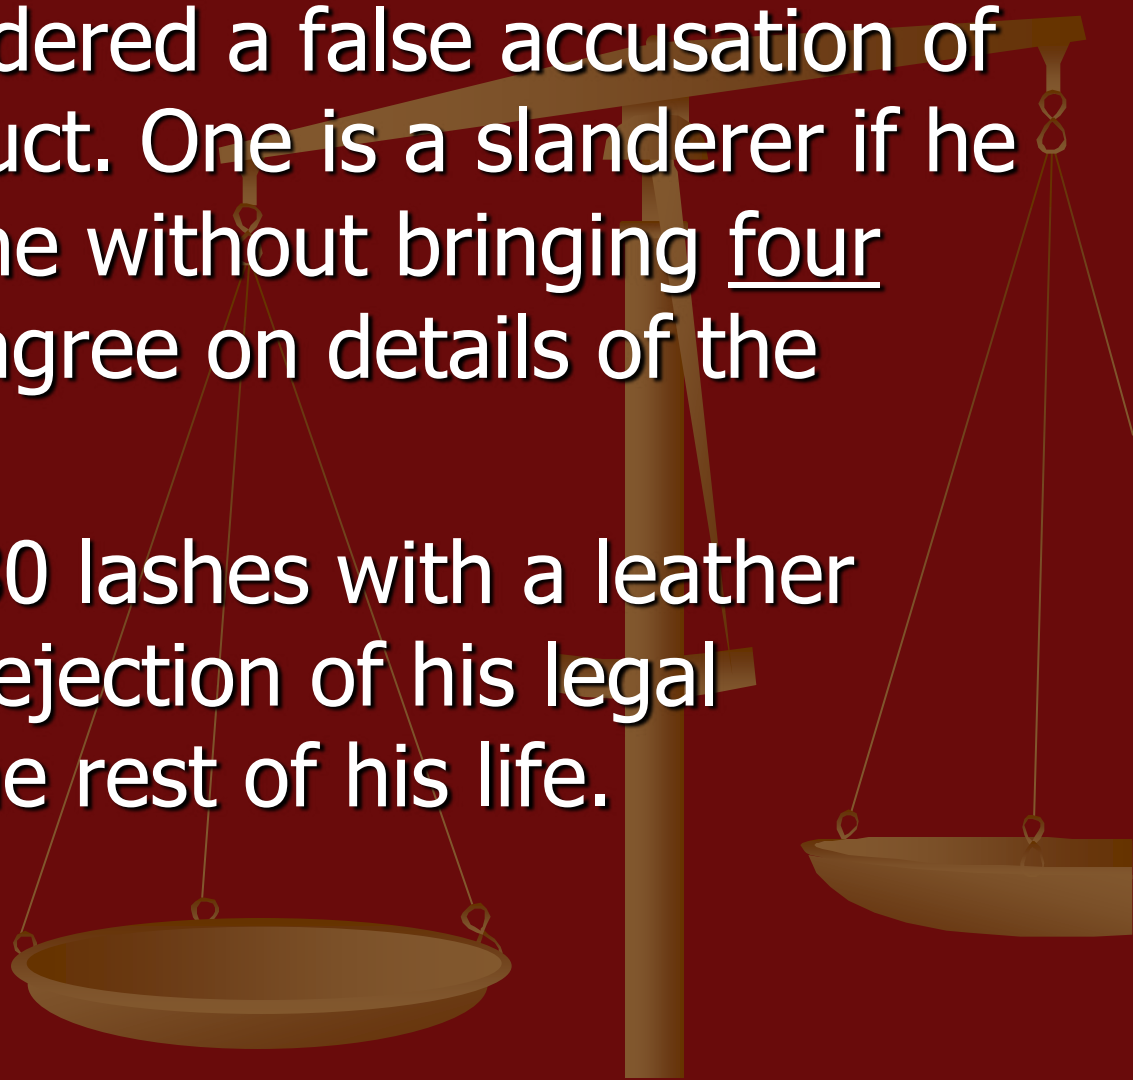 dered a false accusation of
uct. One is a slanderer if he
ne without bringing four
agree on details of the
0 lashes with a leather
ejection of his legal
e rest of his life.